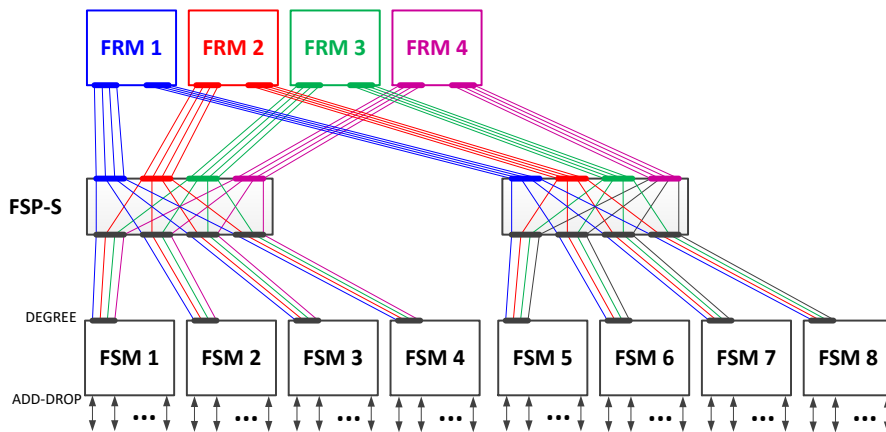 FRM 1 FRM 2 FRM 3 FRM 4
FSP-S
DEGREE
FSM 1 FSM 2 FSM 3 FSM 4 FSM 5 FSM 6 FSM 7 FSM 8
ADD-DROP
... ... ... ... ... ... ... ...